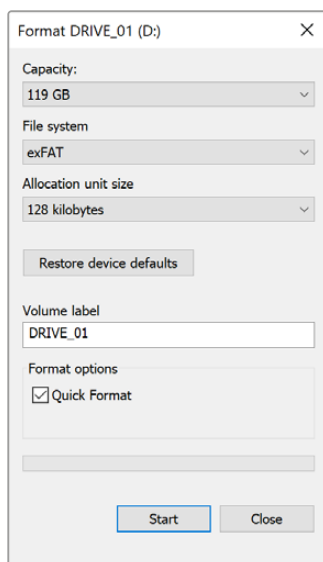 Format DRIVE_01 (D:)
Capacity:
119 GB
File system
exFAT
Allocation unit size
128 kilobytes
Restore device defaults
Volume label
DRIVE_01
Format options
Quick Format
Start Close